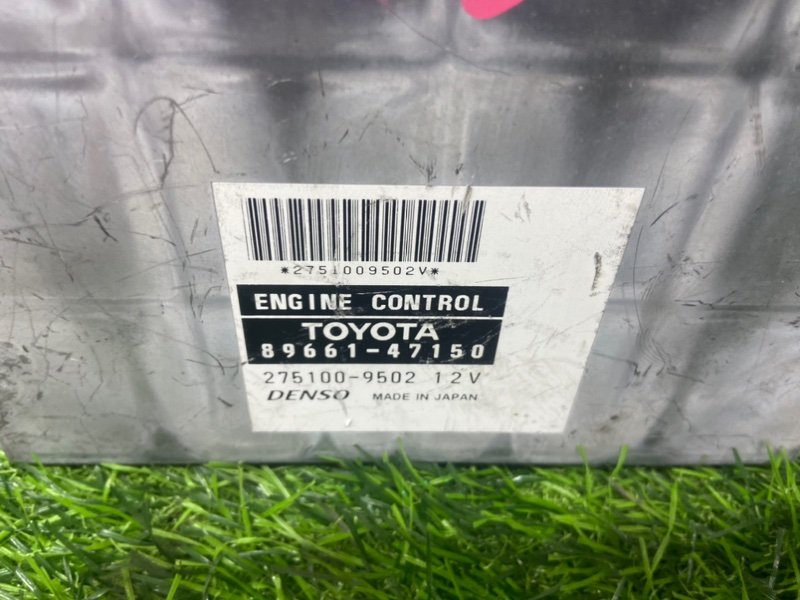 *2751009502V*
ENGINE CONTROL
TOYOTA
89661-47150
275100-9502 12V
DENSO MADE IN JAPAN